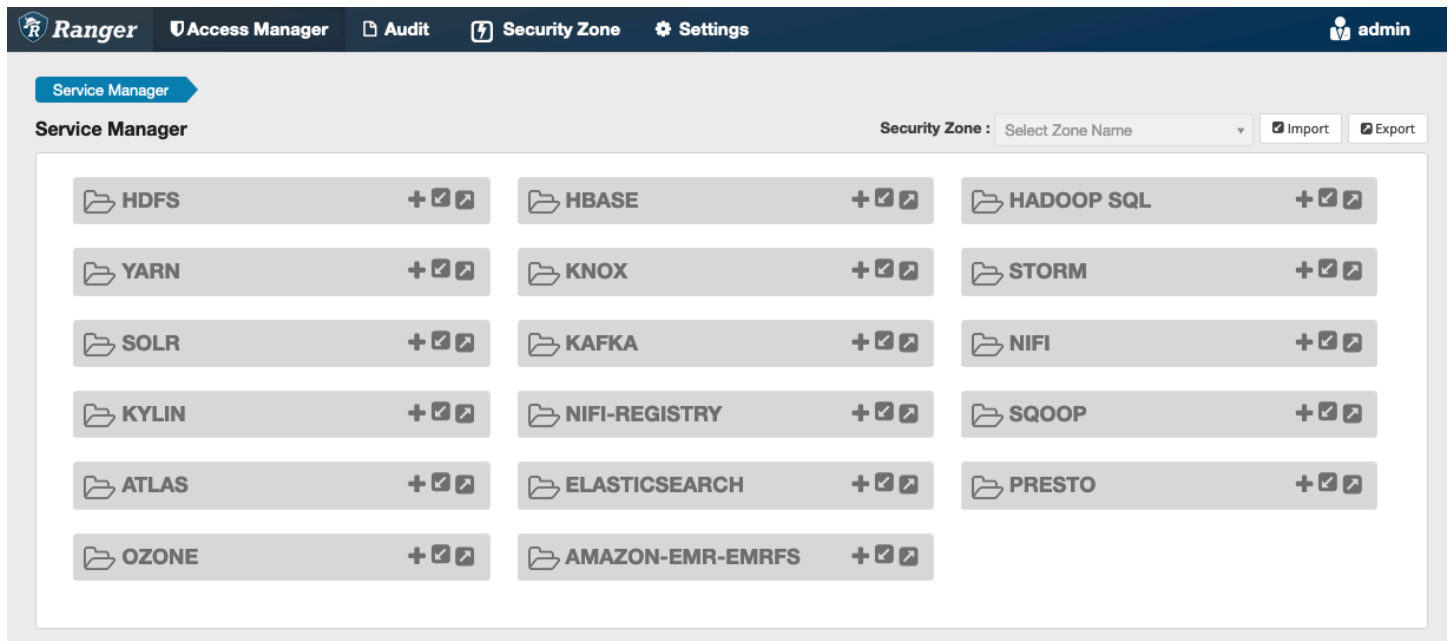 Ranger Access Manager Audit Security Zone Settings admin
Service Manager
Service Manager Security Zone : Select Zone Name Import Export
HDFS HBASE HADOOP SQL
YARN KNOX STORM
SOLR KAFKA NIFI
KYLIN NIFI-REGISTRY SQOOP
ATLAS ELASTICSEARCH PRESTO
OZONE AMAZON-EMR-EMRFS